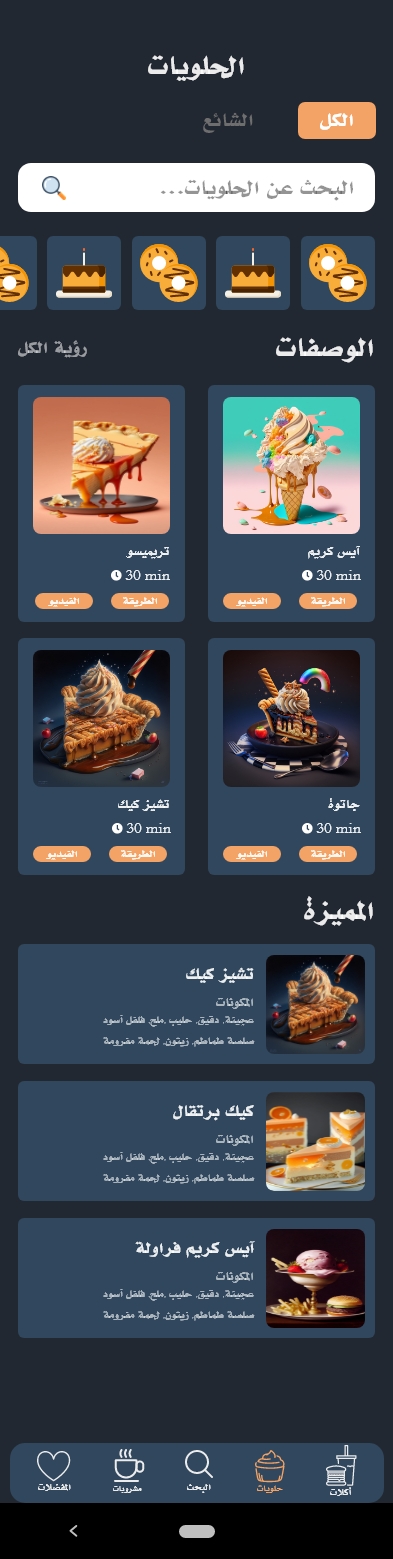 الحلويات
الكل
الشائع
البحث عن الحلويات...
الوصفات
رؤية الكل
آيس كريم
30 min
الطريقة
الفيديو
تريميسو
30 min
الطريقة
الفيديو
جاتوة
30 min
الطريقة
الفيديو
تشيز كيك
30 min
الطريقة
الفيديو
المميزة
تشيز كيك
المكونات
عجينة, دقيق, حليب ,ملح, فلفل أسود
صلصة طماطم, زيتون, لحمة مفرومة
كيك برتقال
المكونات
عجينة, دقيق, حليب ,ملح, فلفل أسود
صلصة طماطم, زيتون, لحمة مفرومة
آيس كريم فراولة
المكونات
عجينة, دقيق, حليب ,ملح, فلفل أسود
صلصة طماطم, زيتون, لحمة مفرومة
أكلات
حلويات
البحث
مشروبات
المفضلات